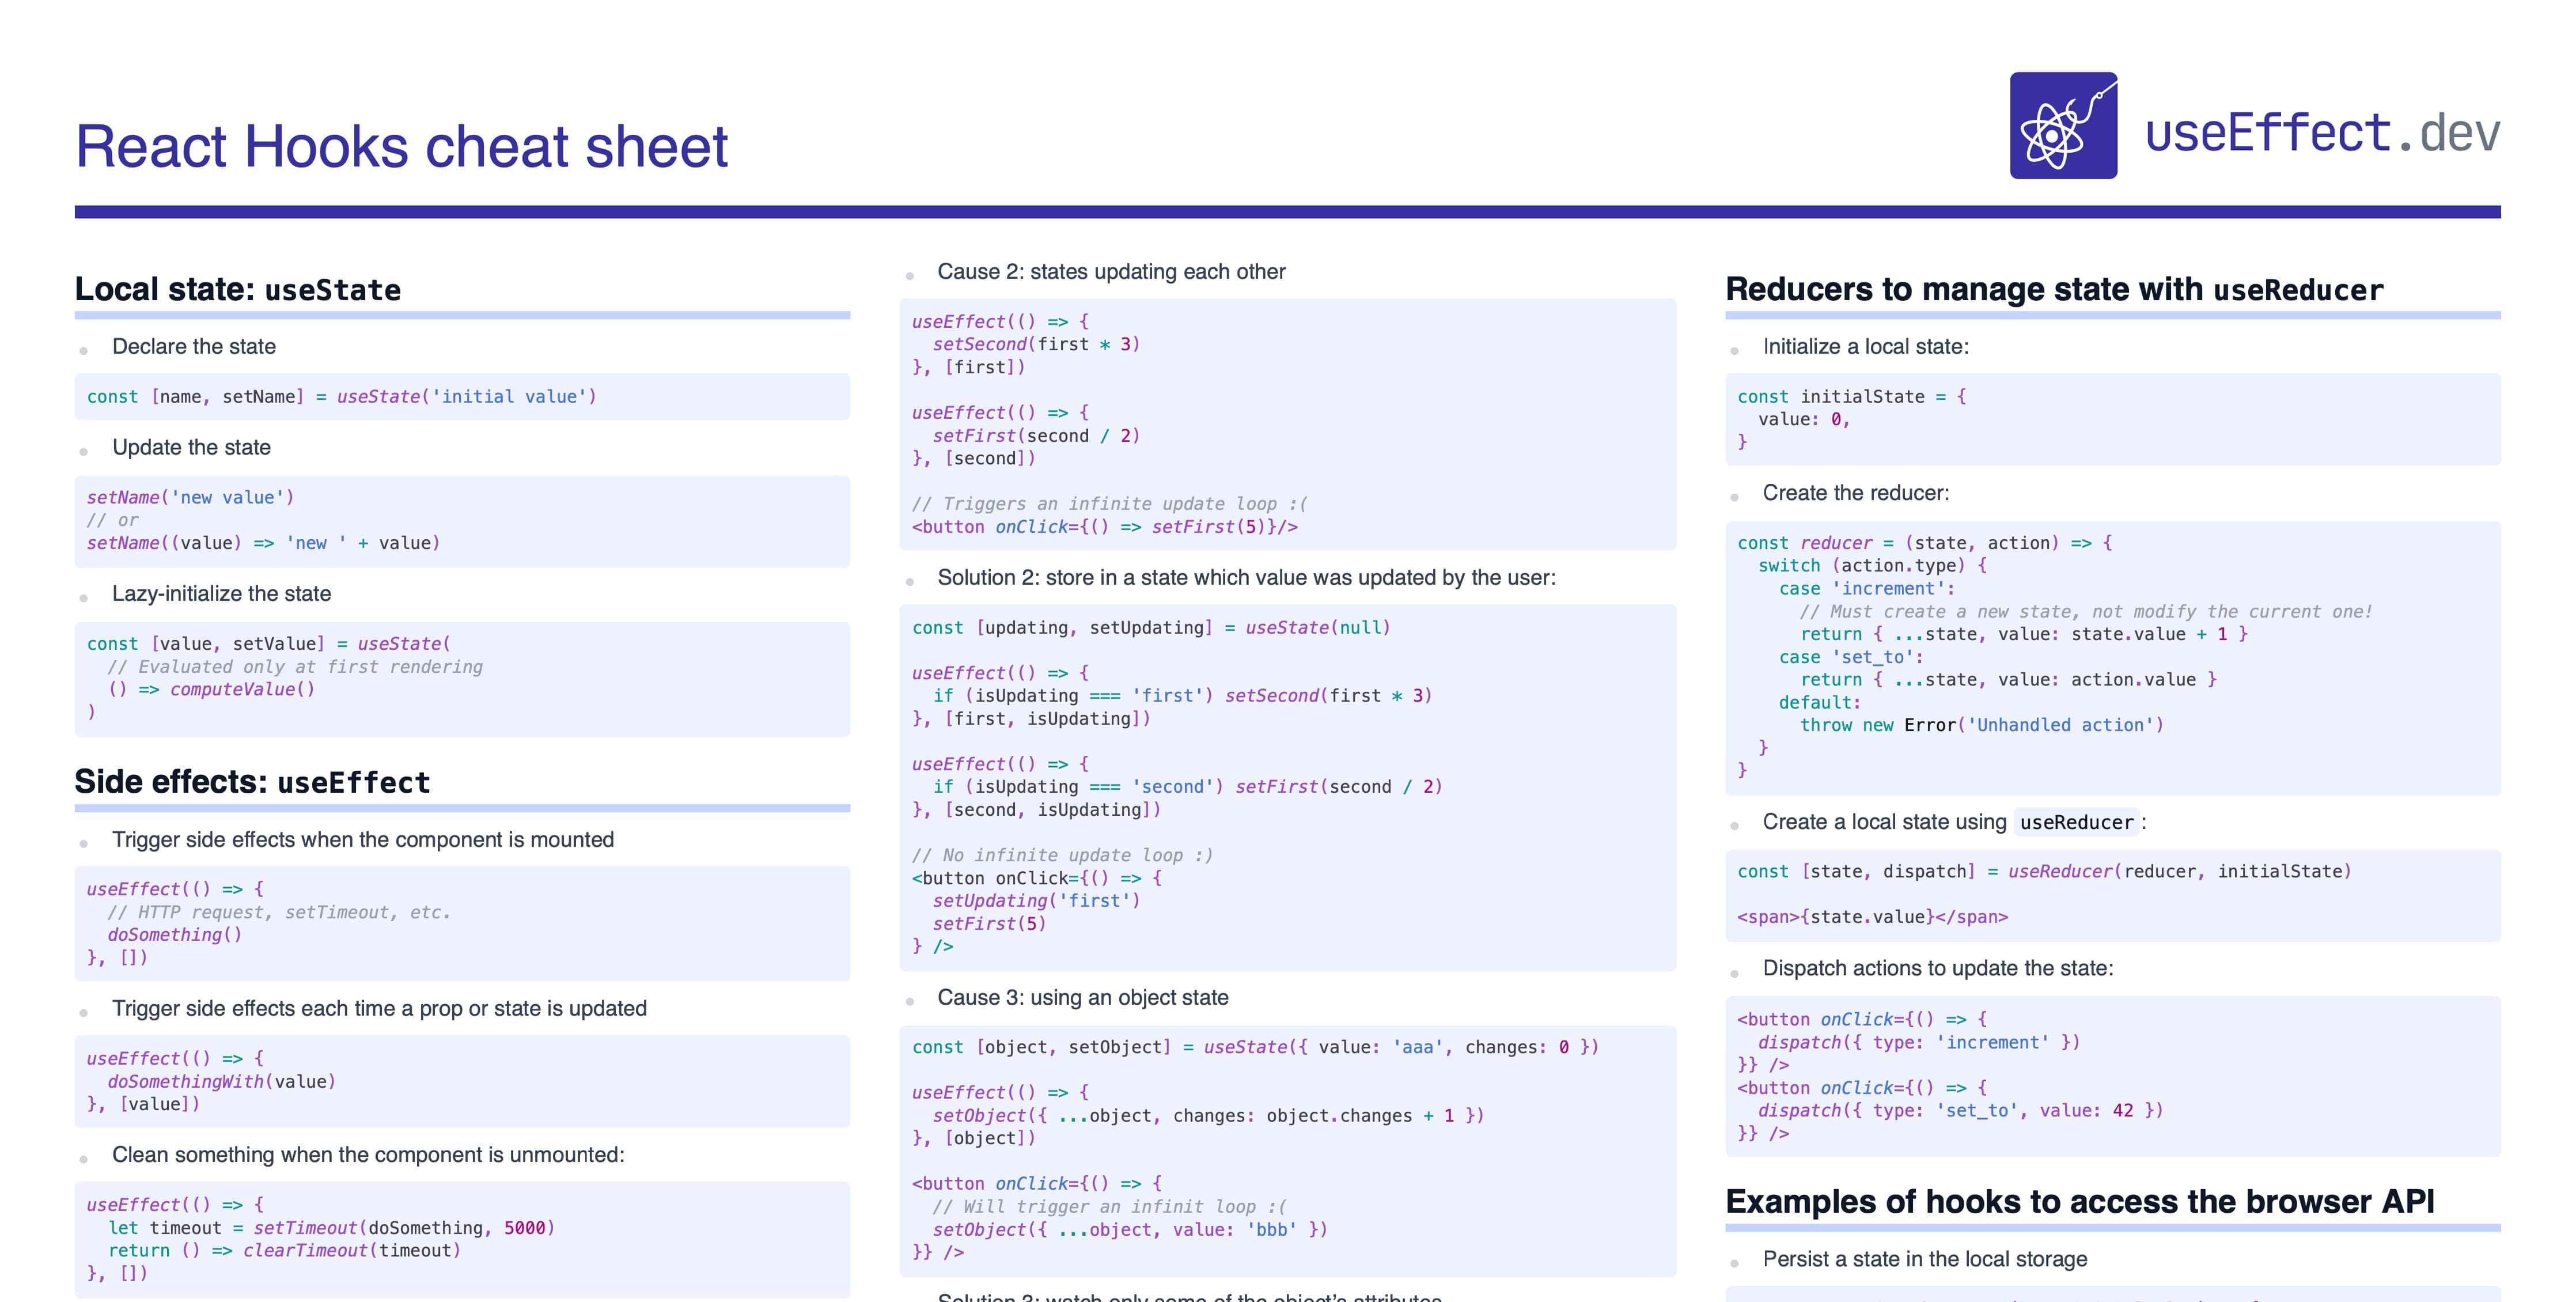 React Hooks cheat sheet
useEffect.dev
Local state: useState
Declare the state
const [name, setName] = useState('initial value')
Update the state
setName('new value')
// or
setName((value) => 'new ' + value)
Lazy-initialize the state
const [value, setValue] = useState(
  // Evaluated only at first rendering
  () => computeValue()
)
Side effects: useEffect
Trigger side effects when the component is mounted
useEffect(() => {
  // HTTP request, setTimeout, etc.
  doSomething()
}, [])
Trigger side effects each time a prop or state is updated
useEffect(() => {
  doSomethingWith(value)
}, [value])
Clean something when the component is unmounted:
useEffect(() => {
  let timeout = setTimeout(doSomething, 5000)
  return () => clearTimeout(timeout)
}, [])
Cause 2: states updating each other
useEffect(() => {
  setSecond(first * 3)
}, [first])
useEffect(() => {
  setFirst(second / 2)
}, [second])
// Triggers an infinite update loop :(
<button onClick={() => setFirst(5)}/>
Solution 2: store in a state which value was updated by the user:
const [updating, setUpdating] = useState(null)
useEffect(() => {
  if (isUpdating === 'first') setSecond(first * 3)
}, [first, isUpdating])
useEffect(() => {
  if (isUpdating === 'second') setFirst(second / 2)
}, [second, isUpdating])
// No infinite update loop :)
<button onClick={() => {
  setUpdating('first')
  setFirst(5)
} />
Cause 3: using an object state
const [object, setObject] = useState({ value: 'aaa', changes: 0 })
useEffect(() => {
  setObject({ ...object, changes: object.changes + 1 })
}, [object])
<button onClick={() => {
  // Will trigger an infinit loop :(
  setObject({ ...object, value: 'bbb' })
}} />
Solution 3: watch only some of the object's attributes
Reducers to manage state with useReducer
Initialize a local state:
const initialState = {
  value: 0,
}
Create the reducer:
const reducer = (state, action) => {
  switch (action.type) {
    case 'increment':
      // Must create a new state, not modify the current one!
      return { ...state, value: state.value + 1 }
    case 'set_to':
      return { ...state, value: action.value }
    default:
      throw new Error('Unhandled action')
  }
}
Create a local state using useReducer:
const [state, dispatch] = useReducer(reducer, initialState)
<span>{state.value}</span>
Dispatch actions to update the state:
<button onClick={() => {
  dispatch({ type: 'increment' })
}} />
<button onClick={() => {
  dispatch({ type: 'set_to', value: 42 })
}} />
Examples of hooks to access the browser API
Persist a state in the local storage